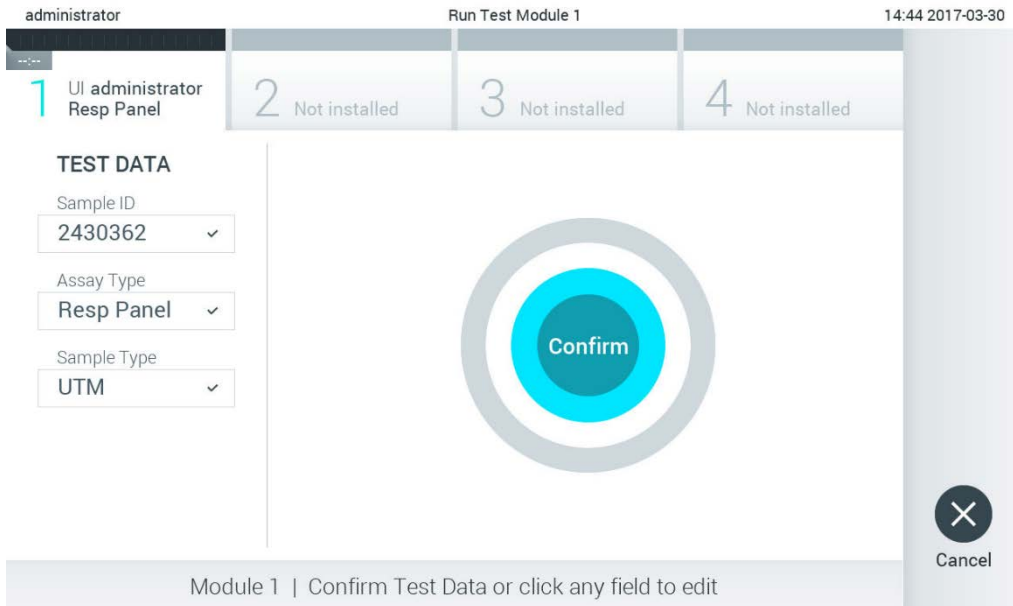 administrator
Run Test Module 1
14:44 2017-03-30
--:--
1
UI administrator
Resp Panel
2 Not installed
3 Not installed
4 Not installed
TEST DATA
Sample ID
2430362
Assay Type
Resp Panel
Sample Type
UTM
Confirm
Cancel
Module 1 | Confirm Test Data or click any field to edit